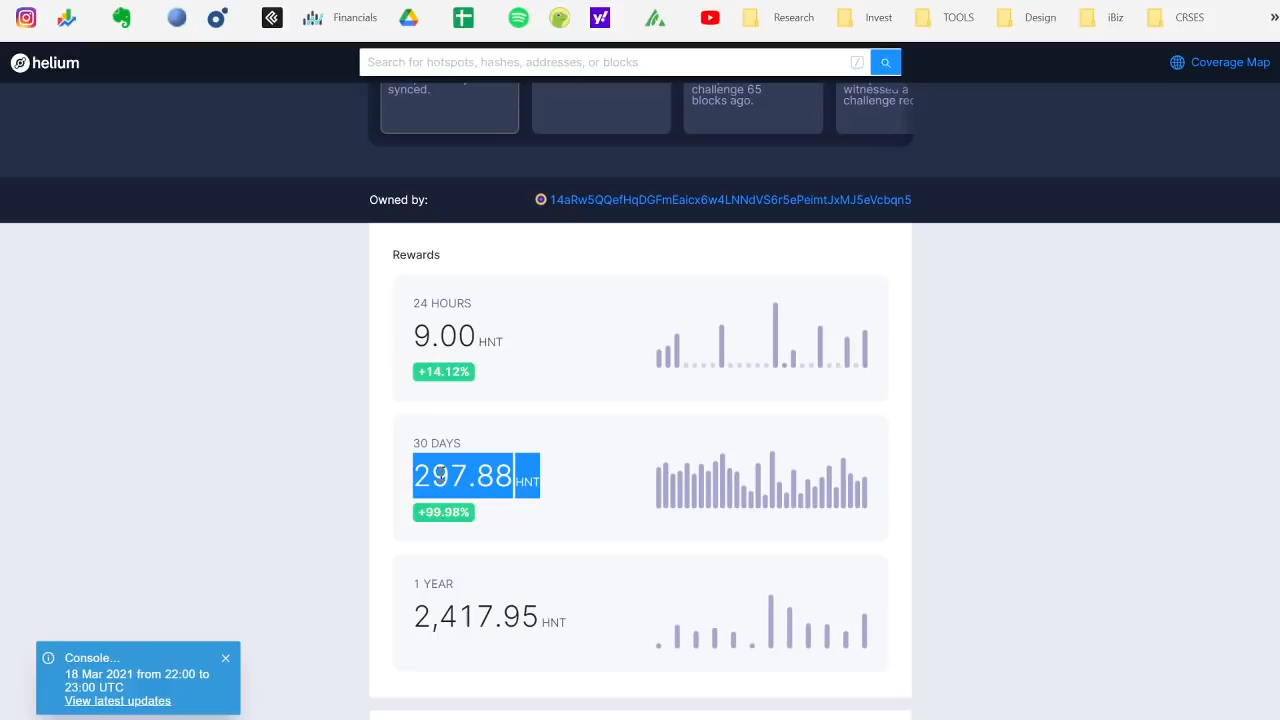 Financials
Research
Invest
TOOLS
Design
iBiz
CRSES
»
helium
Search for hotspots, hashes, addresses, or blocks
/
Coverage Map
synced.
challenge 65
blocks ago.
witnessed a
challenge rec
Owned by:
14aRw5QQefHqDGFmEaicx6w4LNNdVS6r5ePeimtJxMJ5eVcbqn5
Rewards
24 HOURS
9.00 HNT
+14.12%
30 DAYS
297.88 HNT
+99.98%
1 YEAR
2,417.95 HNT
Console...
18 Mar 2021 from 22:00 to
23:00 UTC
View latest updates